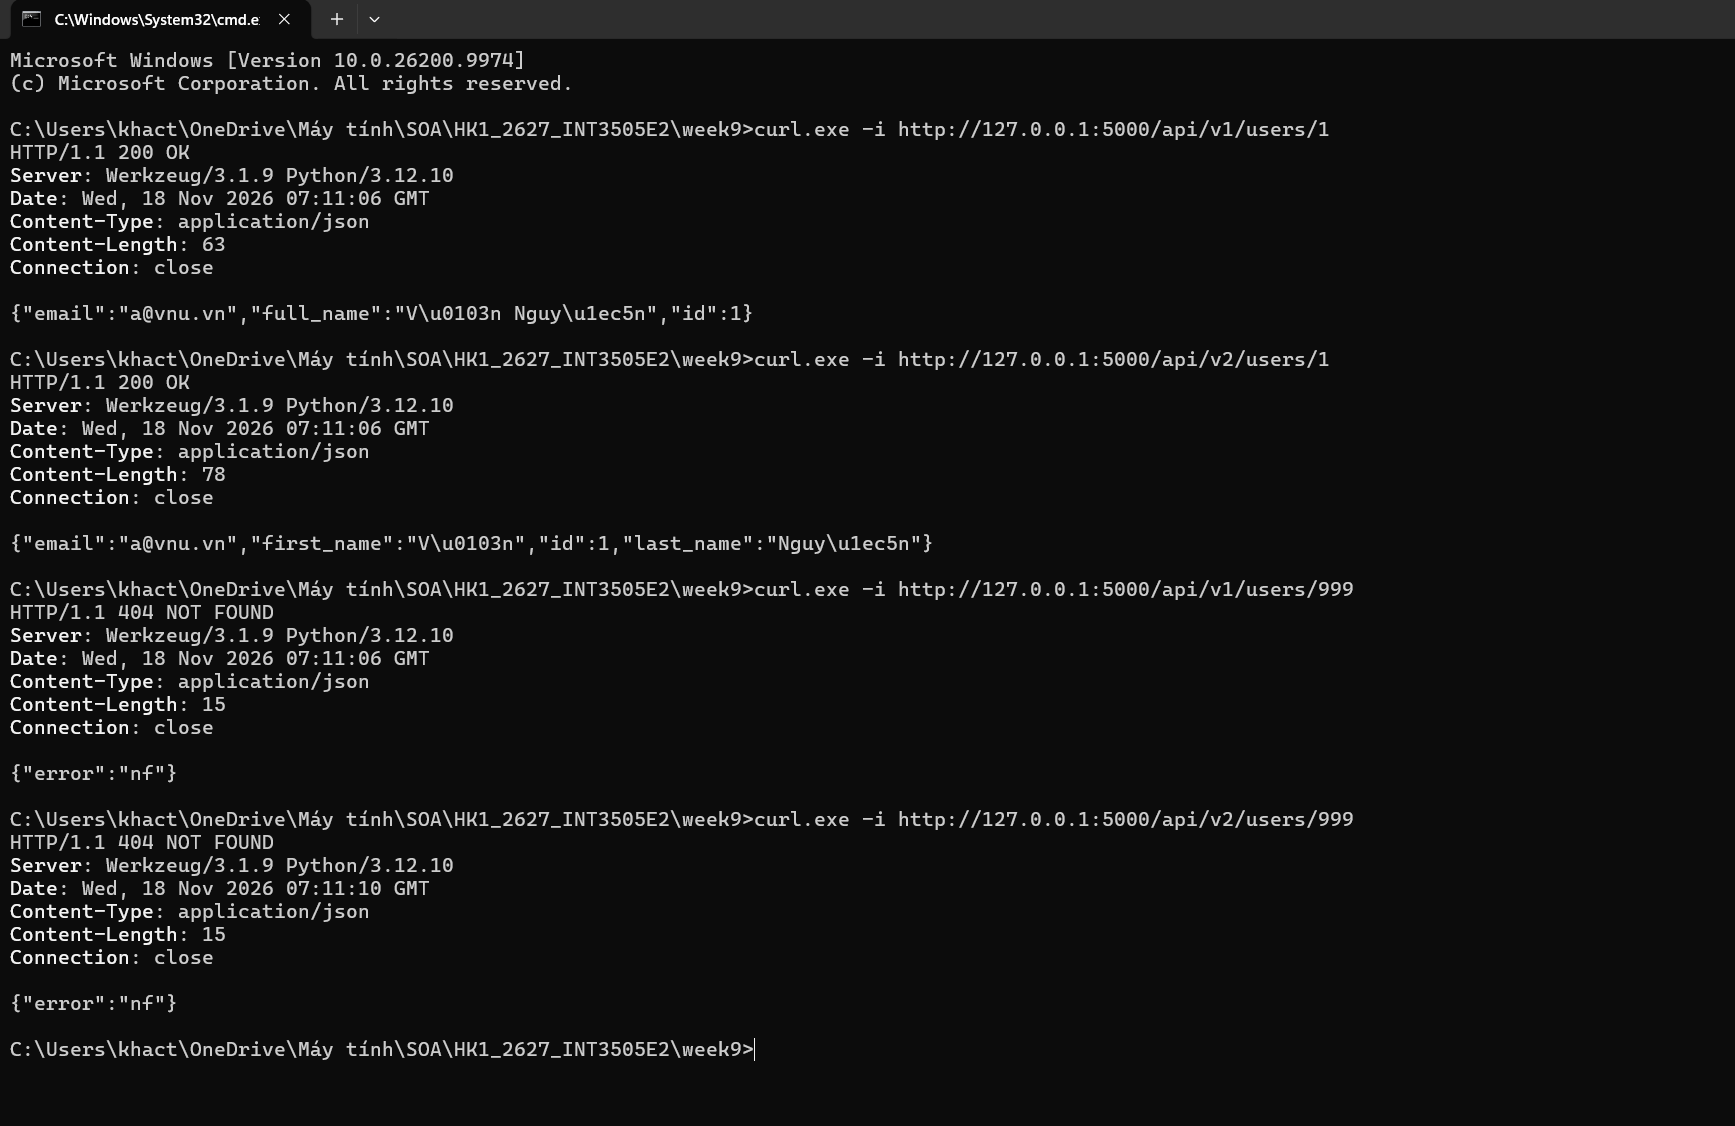 C:\Windows\System32\cmd.e
Microsoft Windows [Version 10.0.26200.9974]
(c) Microsoft Corporation. All rights reserved.
C:\Users\khact\OneDrive\Máy tính\SOA\HK1_2627_INT3505E2\week9>curl.exe -i http://127.0.0.1:5000/api/v1/users/1
HTTP/1.1 200 OK
Server: Werkzeug/3.1.9 Python/3.12.10
Date: Wed, 18 Nov 2026 07:11:06 GMT
Content-Type: application/json
Content-Length: 63
Connection: close
{"email":"a@vnu.vn","full_name":"V\u0103n Nguy\u1ec5n","id":1}
C:\Users\khact\OneDrive\Máy tính\SOA\HK1_2627_INT3505E2\week9>curl.exe -i http://127.0.0.1:5000/api/v2/users/1
HTTP/1.1 200 OK
Server: Werkzeug/3.1.9 Python/3.12.10
Date: Wed, 18 Nov 2026 07:11:06 GMT
Content-Type: application/json
Content-Length: 78
Connection: close
{"email":"a@vnu.vn","first_name":"V\u0103n","id":1,"last_name":"Nguy\u1ec5n"}
C:\Users\khact\OneDrive\Máy tính\SOA\HK1_2627_INT3505E2\week9>curl.exe -i http://127.0.0.1:5000/api/v1/users/999
HTTP/1.1 404 NOT FOUND
Server: Werkzeug/3.1.9 Python/3.12.10
Date: Wed, 18 Nov 2026 07:11:06 GMT
Content-Type: application/json
Content-Length: 15
Connection: close
{"error":"nf"}
C:\Users\khact\OneDrive\Máy tính\SOA\HK1_2627_INT3505E2\week9>curl.exe -i http://127.0.0.1:5000/api/v2/users/999
HTTP/1.1 404 NOT FOUND
Server: Werkzeug/3.1.9 Python/3.12.10
Date: Wed, 18 Nov 2026 07:11:10 GMT
Content-Type: application/json
Content-Length: 15
Connection: close
{"error":"nf"}
C:\Users\khact\OneDrive\Máy tính\SOA\HK1_2627_INT3505E2\week9>